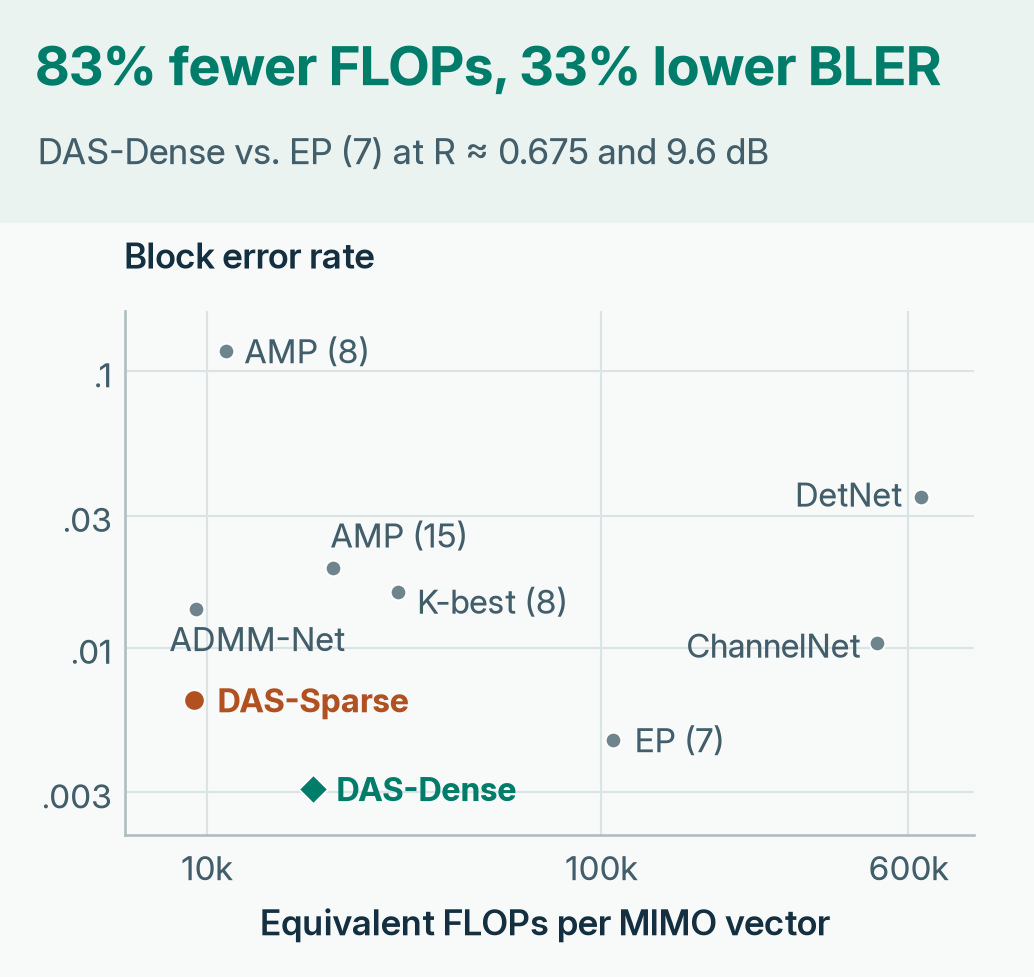 83% fewer FLOPs, 33% lower BLER
DAS-Dense vs. EP (7) at R ≈ 0.675 and 9.6 dB
Block error rate
AMP (8)
.1
DetNet
.03
AMP (15)
K-best (8)
ADMM-Net
.01
ChannelNet
DAS-Sparse
EP (7)
DAS-Dense
.003
10k
100k
600k
Equivalent FLOPs per MIMO vector